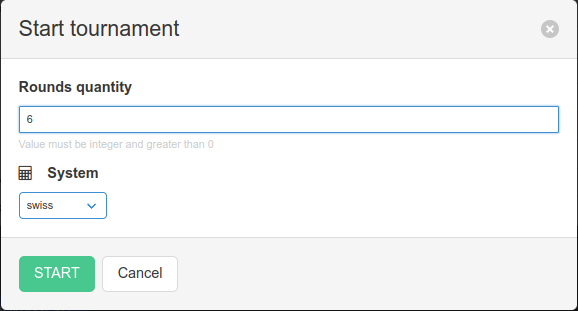 Start tournament
Rounds quantity
6
Value must be integer and greater than 0
System
swiss
START
Cancel